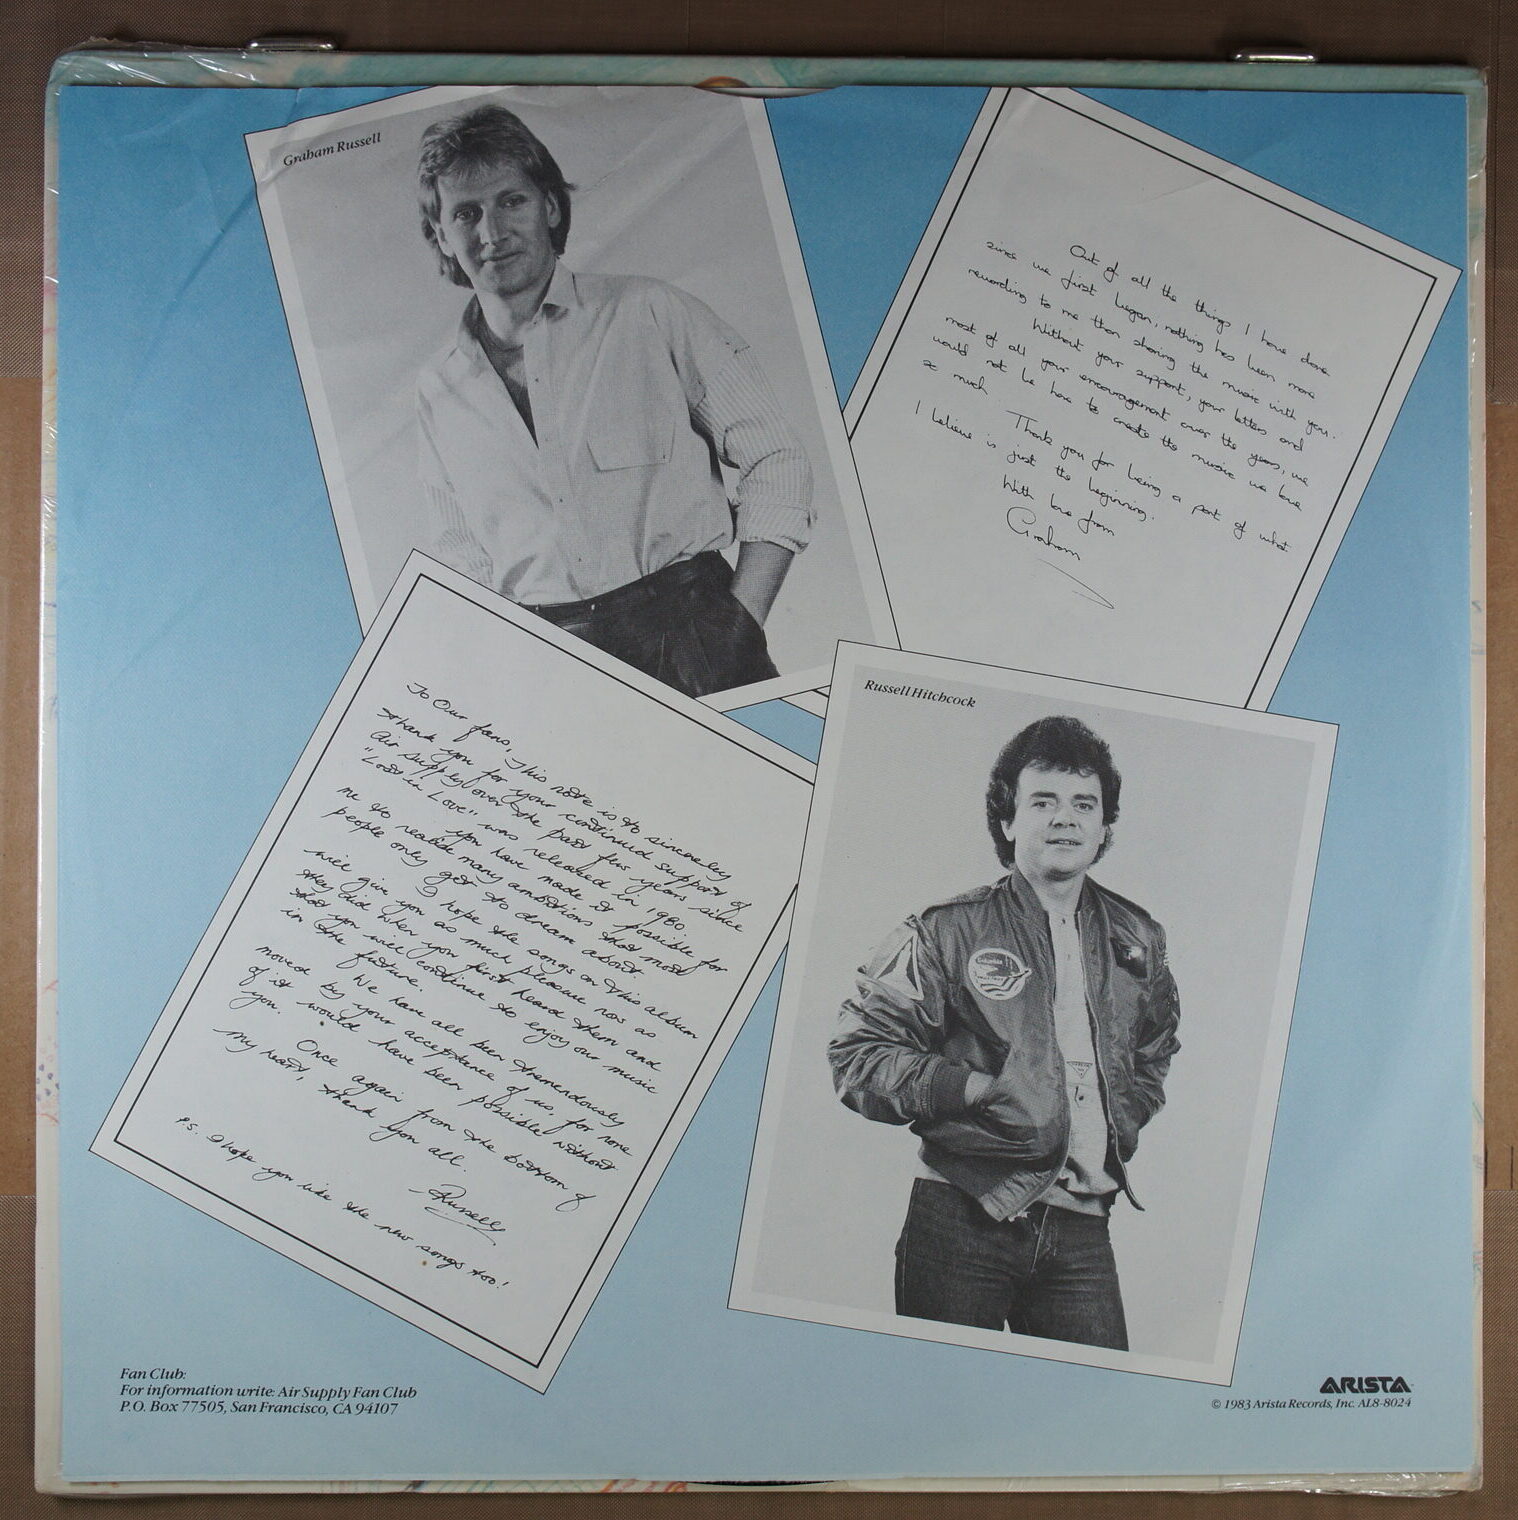 Graham Russell
Out of all the things I have done
since we first began, nothing has been more
rewarding to me than sharing the music with you.
Without your support, your letters and
most of all your encouragement over the years, we
would not be here to create the music we love
so much. Thank you for being a part of what
I believe is just the beginning.
With love from
Graham
To Our fans, This note is to sincerely
thank you for your continued support of
Air Supply over the past few years since
"Lost in Love" was released in 1980.
You have made it possible for
me to realize many ambitions that most
people only get to dream about.
I hope the songs on this album
will give you as much pleasure now as
they did when you first heard them and
that you will continue to enjoy our music
in the future.
We have all been tremendously
moved by your acceptance of us, for none
of it would have been possible without
you.
Once again from the bottom of
my heart, thank you all.
Russell
P.S. I hope you like the new songs too!
Russell Hitchcock
Fan Club:
For information write: Air Supply Fan Club
P.O. Box 77505, San Francisco, CA 94107
ARISTA
© 1983 Arista Records, Inc. AL8-8024